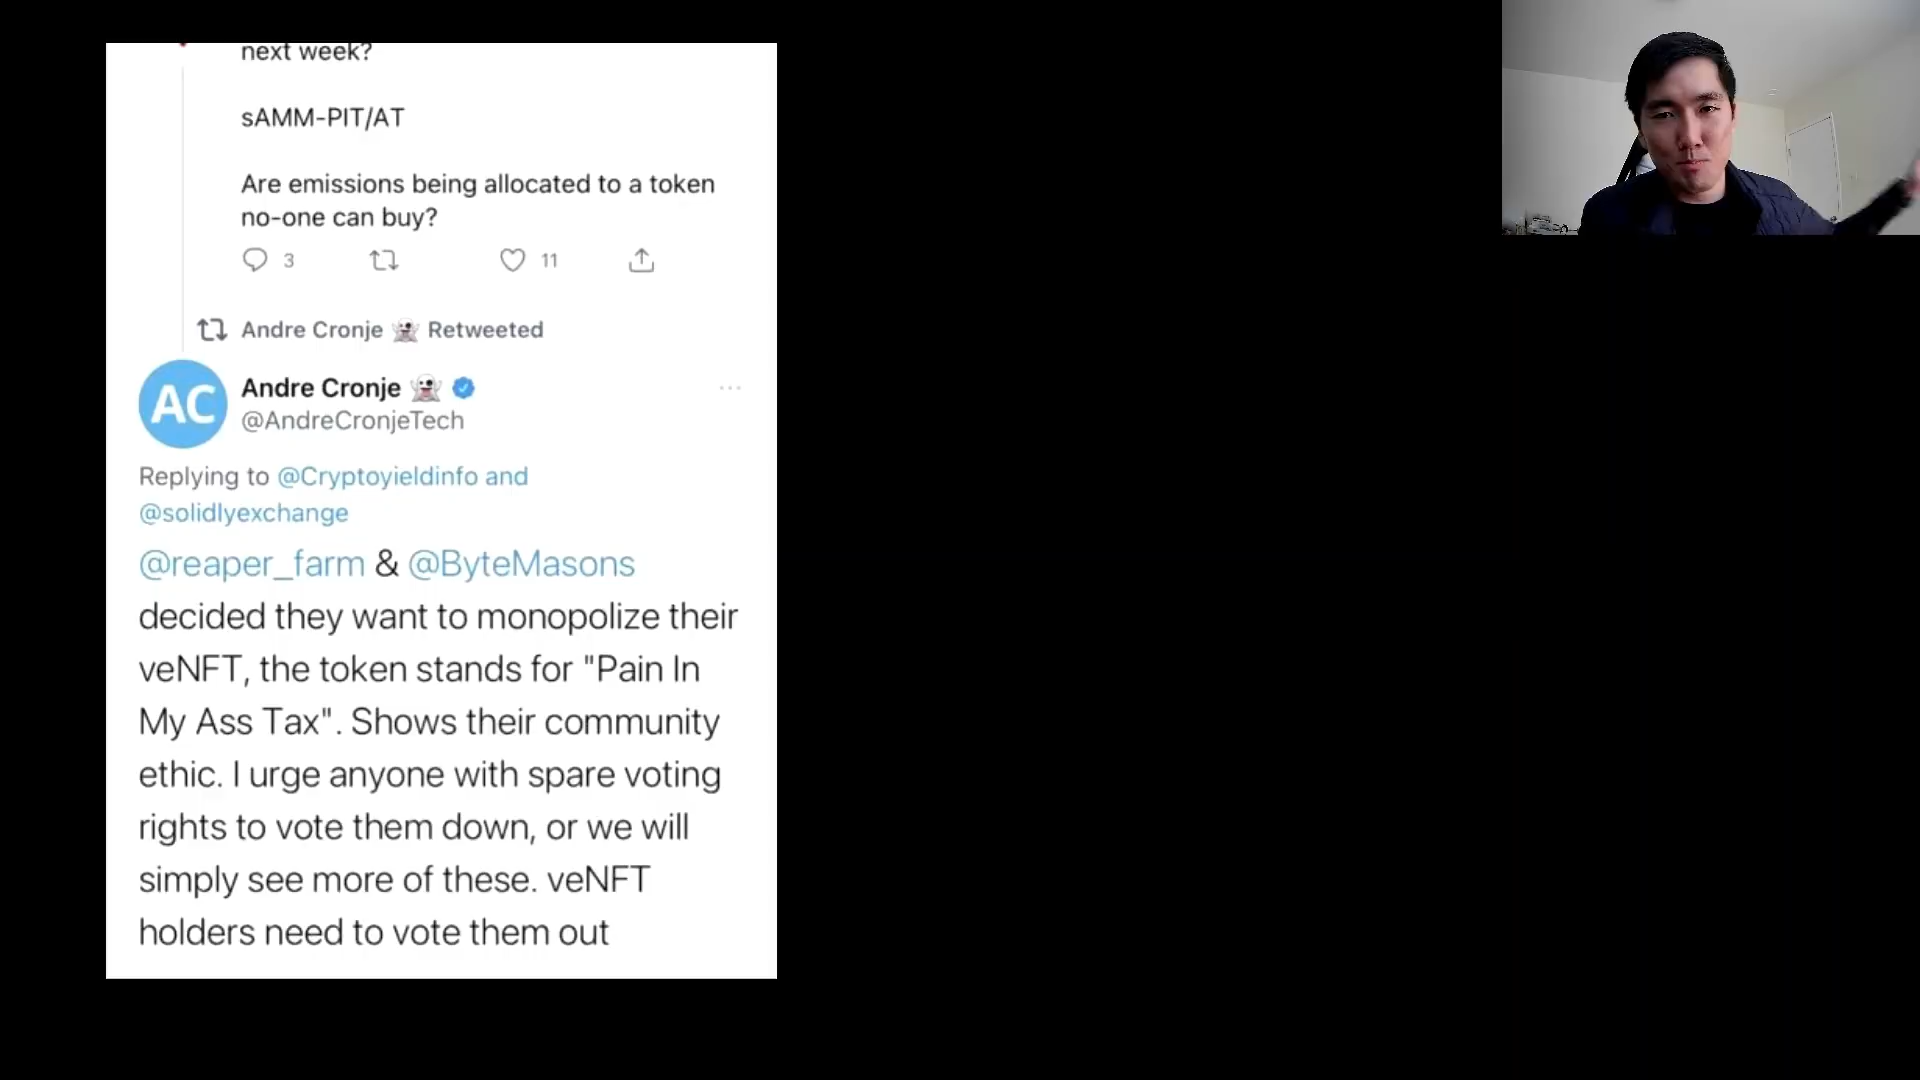 next week?
sAMM-PIT/AT
Are emissions being allocated to a token
no-one can buy?
3
11
Andre Cronje 👻 Retweeted
AC
Andre Cronje 👻
@AndreCronjeTech
Replying to @Cryptoyieldinfo and
@solidlyexchange
@reaper_farm & @ByteMasons
decided they want to monopolize their
veNFT, the token stands for "Pain In
My Ass Tax". Shows their community
ethic. I urge anyone with spare voting
rights to vote them down, or we will
simply see more of these. veNFT
holders need to vote them out